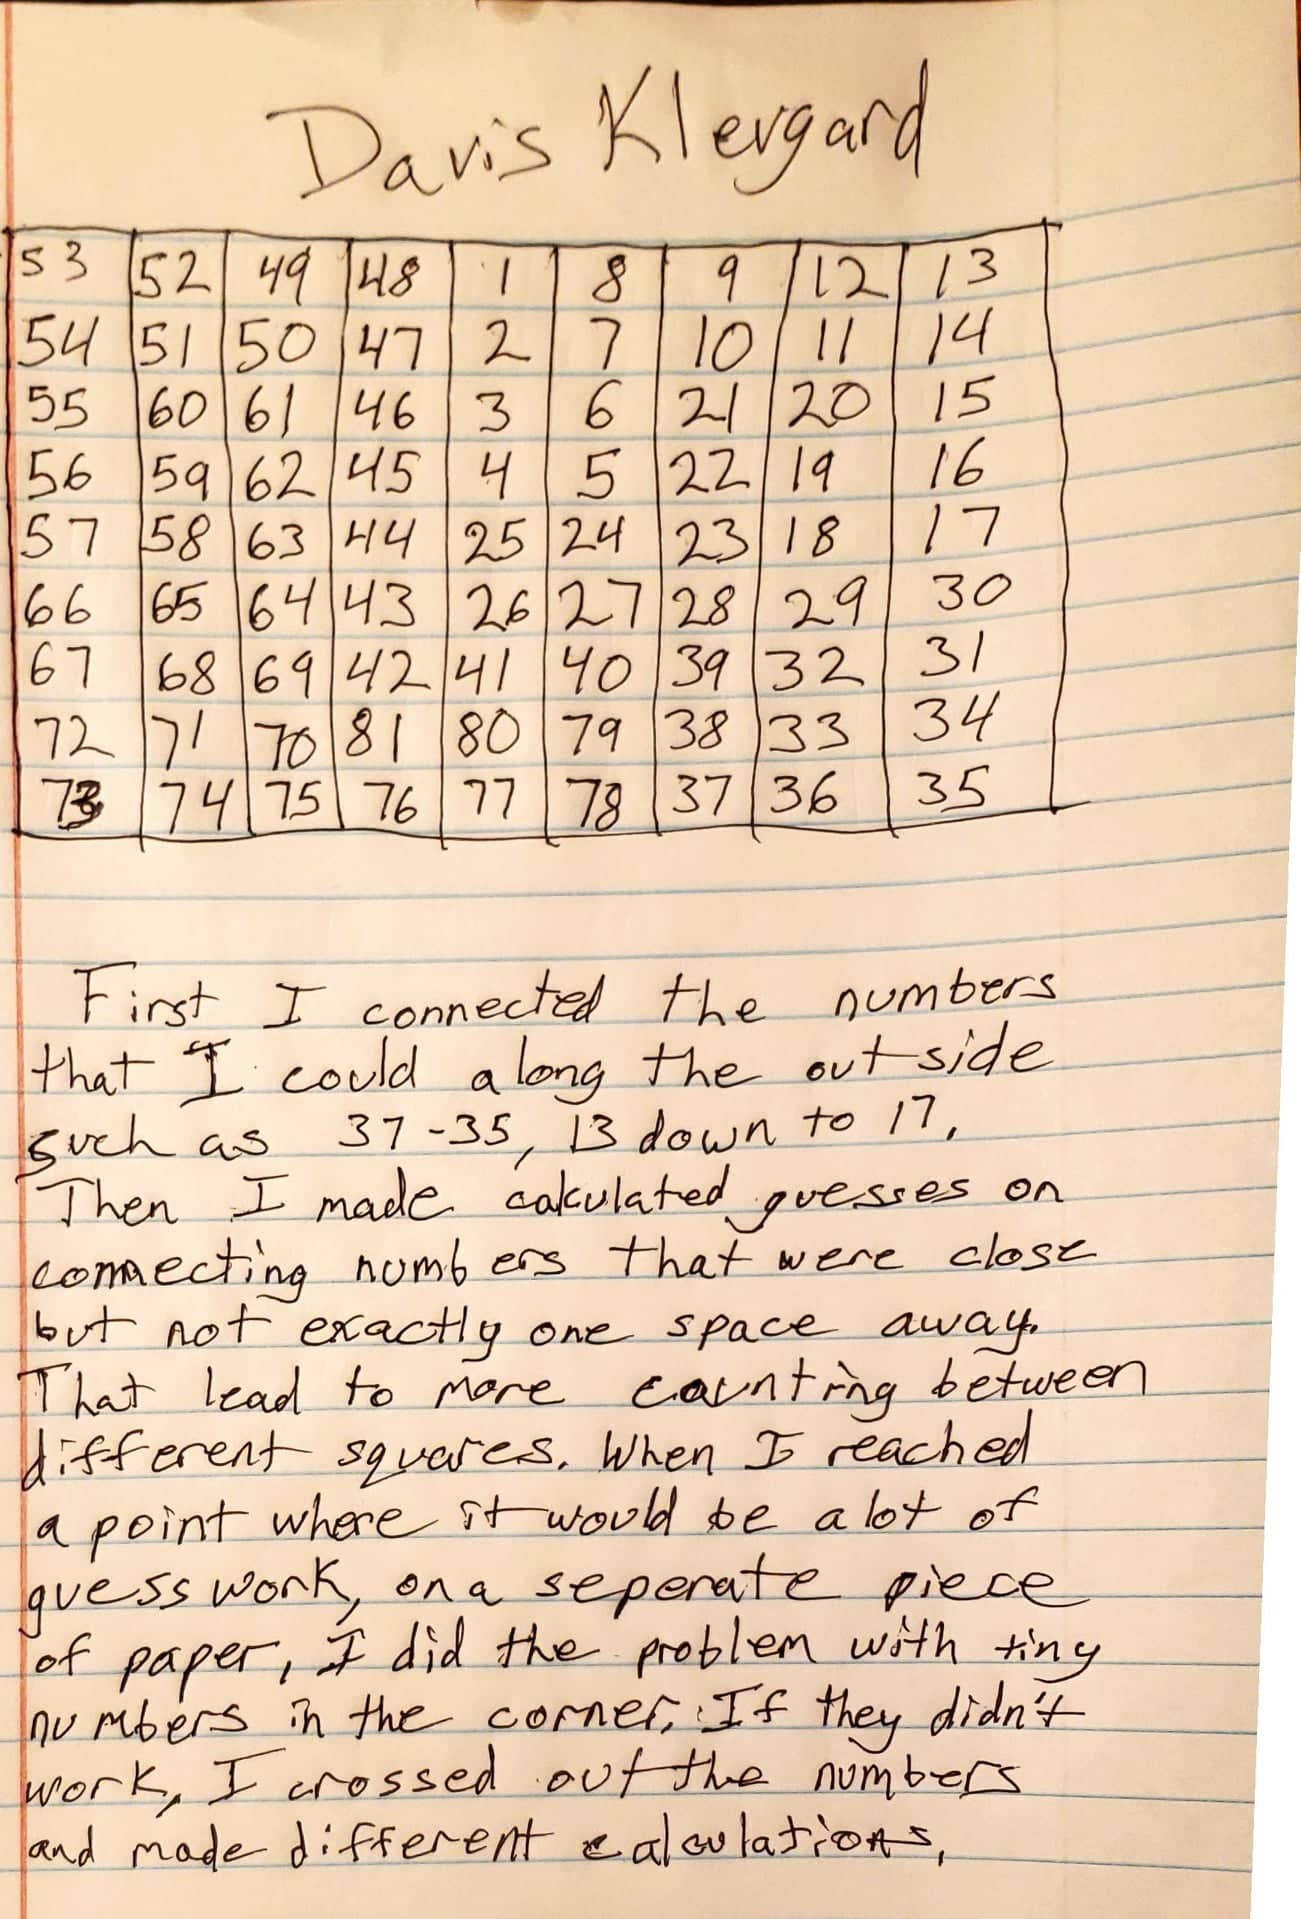 Davis Klevgard
53 52 49 48 1 8 9 12 13
54 51 50 47 2 7 10 11 14
55 60 61 46 3 6 21 20 15
56 59 62 45 4 5 22 19 16
57 58 63 44 25 24 23 18 17
66 65 64 43 26 27 28 29 30
67 68 69 42 41 40 39 32 31
72 71 70 81 80 79 38 33 34
73 74 75 76 77 78 37 36 35
First I connected the numbers
that I could along the outside
such as 37-35, 13 down to 17.
Then I made calculated guesses on
connecting numbers that were close
but not exactly one space away.
That lead to more counting between
different squares. When I reached
a point where it would be a lot of
guess work, on a seperate piece
of paper, I did the problem with tiny
numbers in the corner. If they didn't
work, I crossed out the numbers
and made different calculations.